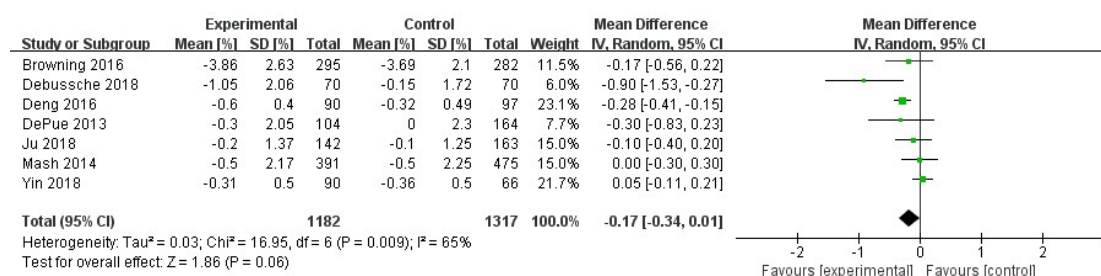 Experimental Control Mean Difference Mean Difference
Study or Subgroup Mean [%] SD [%] Total Mean [%] SD [%] Total Weight IV, Random, 95% CI IV, Random, 95% CI
Browning 2016 -3.86 2.63 295 -3.69 2.1 282 11.5% -0.17 [-0.56, 0.22]
Debussche 2018 -1.05 2.06 70 -0.15 1.72 70 6.0% -0.90 [-1.53, -0.27]
Deng 2016 -0.6 0.4 90 -0.32 0.49 97 23.1% -0.28 [-0.41, -0.15]
DePue 2013 -0.3 2.05 104 0 2.3 164 7.7% -0.30 [-0.83, 0.23]
Ju 2018 -0.2 1.37 142 -0.1 1.25 163 15.0% -0.10 [-0.40, 0.20]
Mash 2014 -0.5 2.17 391 -0.5 2.25 475 15.0% 0.00 [-0.30, 0.30]
Yin 2018 -0.31 0.5 90 -0.36 0.5 66 21.7% 0.05 [-0.11, 0.21]
Total (95% CI) 1182 1317 100.0% -0.17 [-0.34, 0.01]
Heterogeneity: Tau² = 0.03; Chi² = 16.95, df = 6 (P = 0.009); I² = 65%
Test for overall effect: Z = 1.86 (P = 0.06)
-2 -1 0 1 2
Favours [experimental] Favours [control]